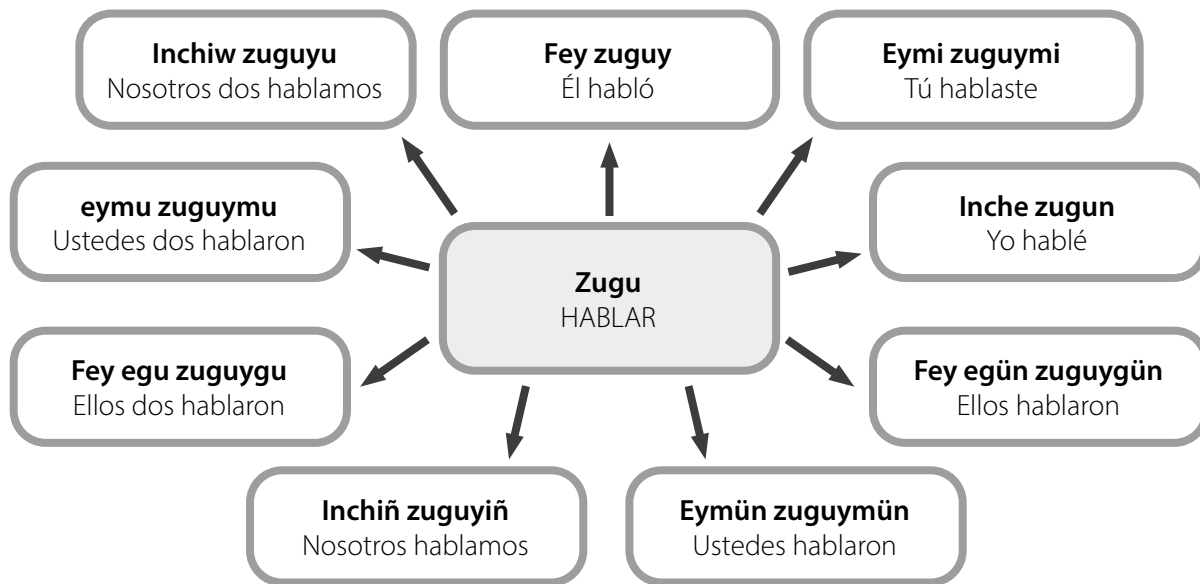 Inchiw zuguyu
Nosotros dos hablamos
Fey zuguy
Él habló
Eymi zuguymi
Tú hablaste
eymu zuguymu
Ustedes dos hablaron
Inche zugun
Yo hablé
Zugu
HABLAR
Fey egu zuguygu
Ellos dos hablaron
Fey egün zuguygün
Ellos hablaron
Inchiñ zuguyiñ
Nosotros hablamos
Eymün zuguymün
Ustedes hablaron